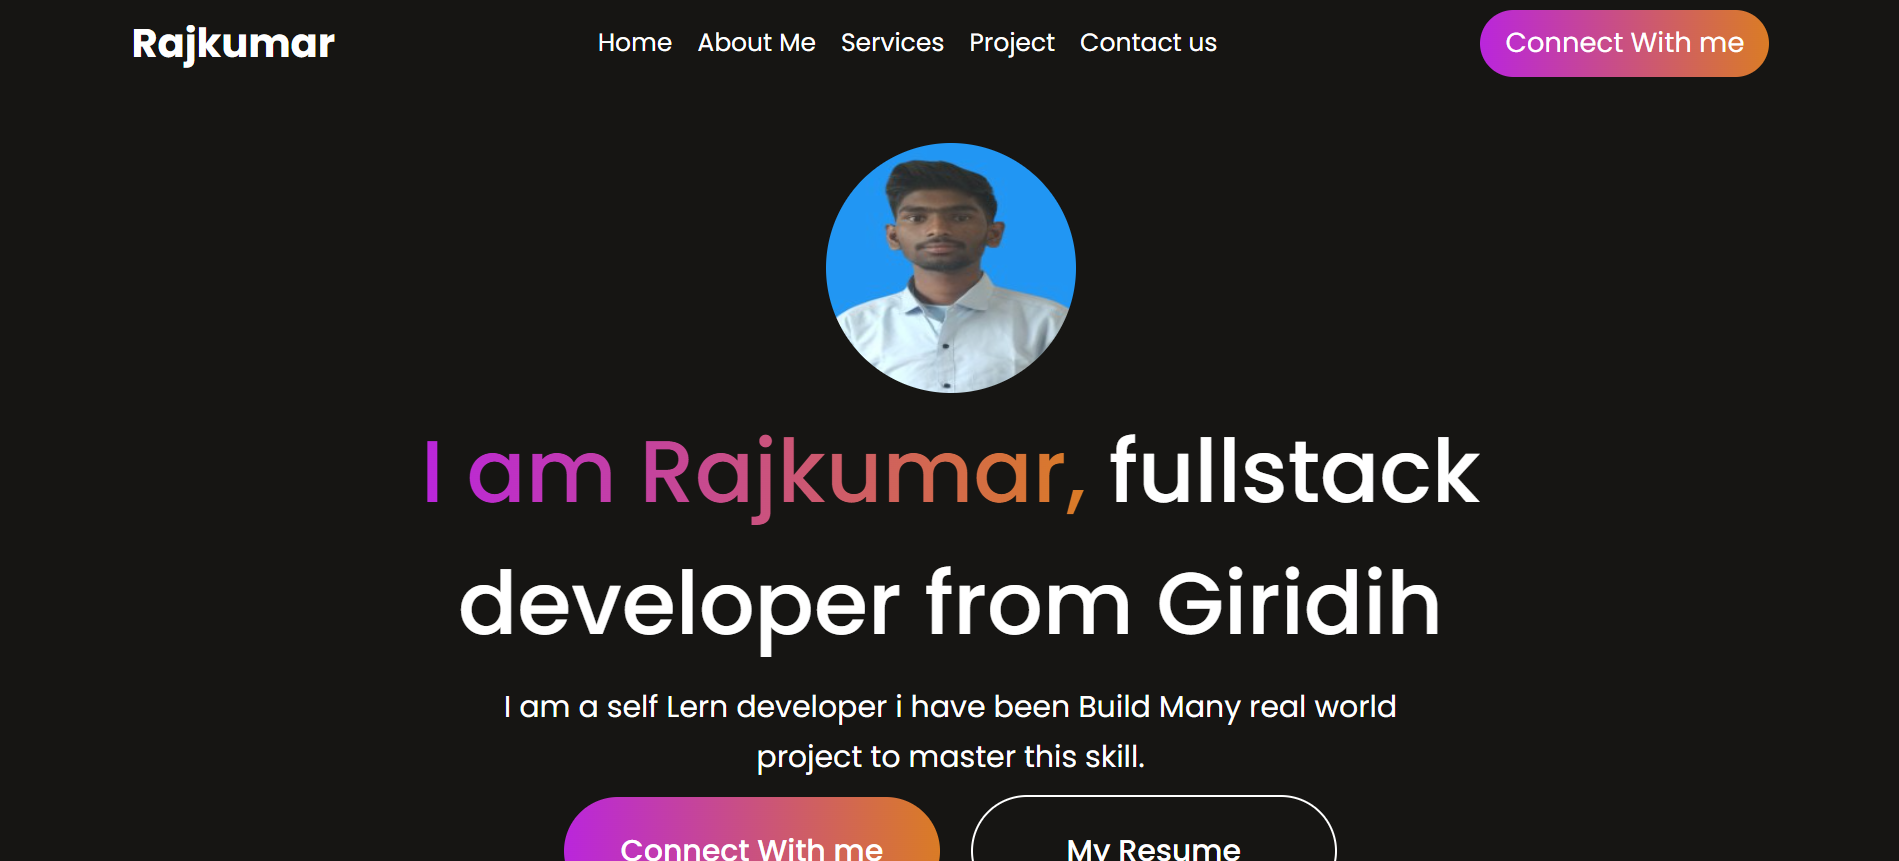 Rajkumar
Home About Me Services Project Contact us
Connect With me
I am Rajkumar, fullstack
developer from Giridih
I am a self Lern developer i have been Build Many real world
project to master this skill.
Connect With me
My Resume